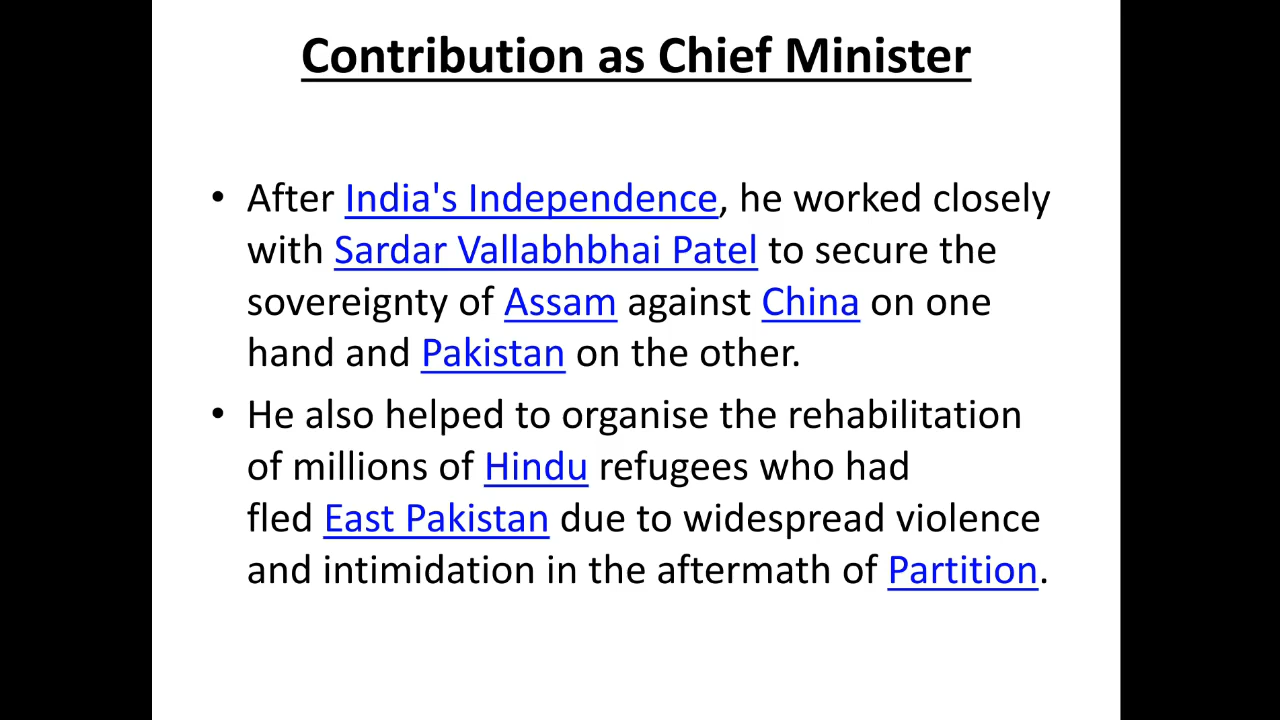 Contribution as Chief Minister
• After India's Independence, he worked closely
with Sardar Vallabhbhai Patel to secure the
sovereignty of Assam against China on one
hand and Pakistan on the other.
• He also helped to organise the rehabilitation
of millions of Hindu refugees who had
fled East Pakistan due to widespread violence
and intimidation in the aftermath of Partition.